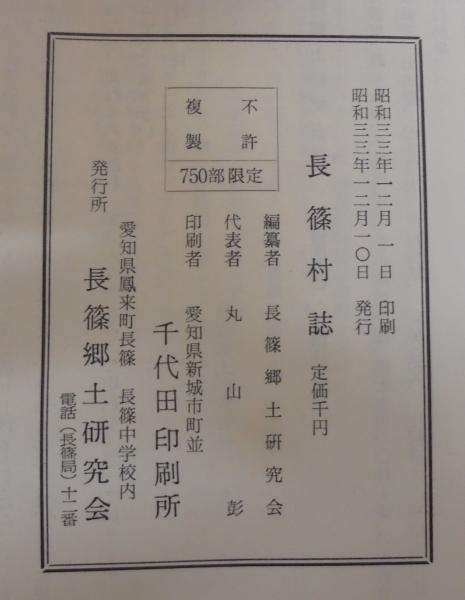 昭和三三年一二月 一日 印刷
昭和三三年一二月一〇日 発行
長篠村誌 定価千円
不許
複製
750部限定
編纂者 長篠郷土研究会
代表者 丸山彭
印刷者 愛知県新城市町並
千代田印刷所
愛知県鳳来町長篠 長篠中学校内
発行所 長篠郷土研究会
電話(長篠局)十二番